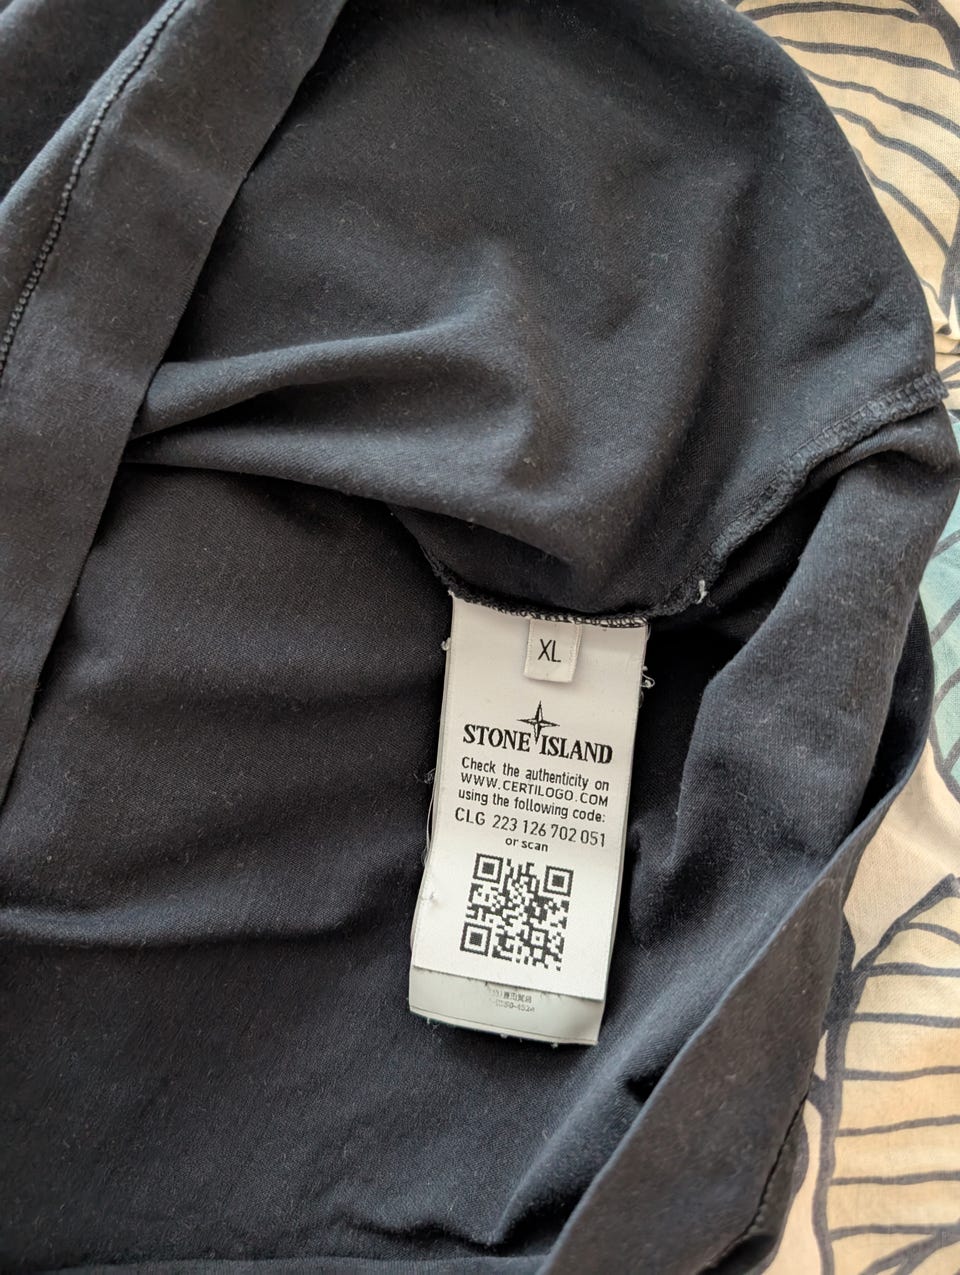 XL
STONE ISLAND
Check the authenticity on
WWW.CERTILOGO.COM
using the following code:
CLG 223 126 702 051
or scan